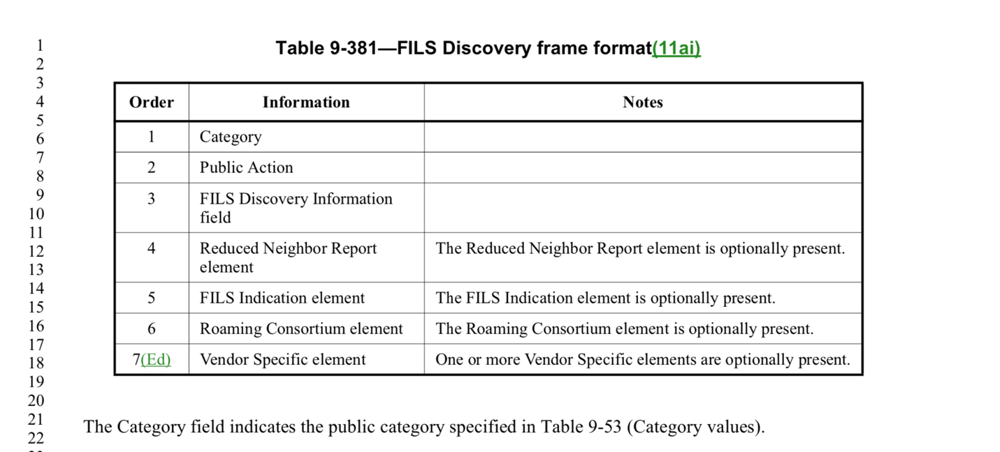 1
2
3
4
5
6
7
8
9
10
11
12
13
14
15
16
17
18
19
20
21
22
Table 9-381—FILS Discovery frame format(11ai)
Order Information Notes
1 Category
2 Public Action
3 FILS Discovery Information
field
4 Reduced Neighbor Report The Reduced Neighbor Report element is optionally present.
element
5 FILS Indication element The FILS Indication element is optionally present.
6 Roaming Consortium element The Roaming Consortium element is optionally present.
7(Ed) Vendor Specific element One or more Vendor Specific elements are optionally present.
The Category field indicates the public category specified in Table 9-53 (Category values).